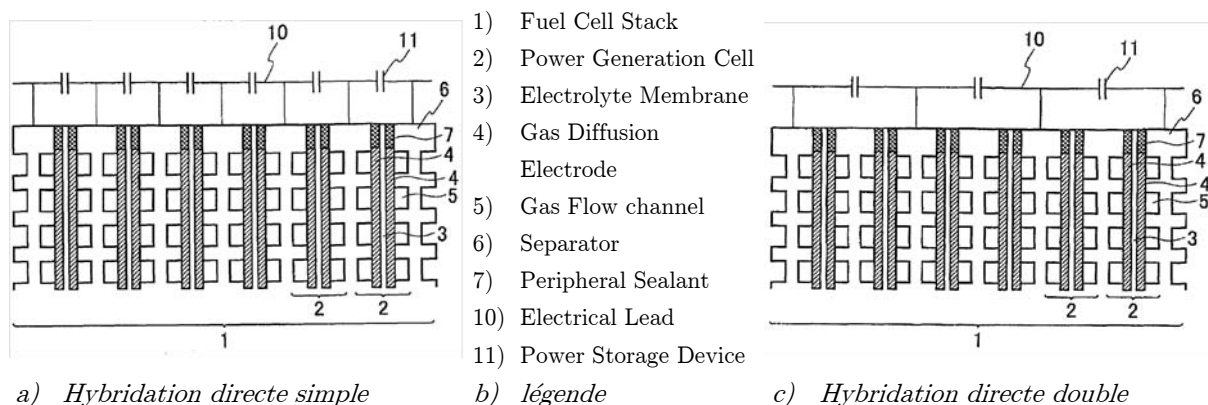 10
11
6
7
4
4
5
3
2
2
1
1) Fuel Cell Stack
2) Power Generation Cell
3) Electrolyte Membrane
4) Gas Diffusion
Electrode
5) Gas Flow channel
6) Separator
7) Peripheral Sealant
10) Electrical Lead
11) Power Storage Device
10
11
6
7
4
4
5
3
2
2
1
a) Hybridation directe simple
b) légende
c) Hybridation directe double